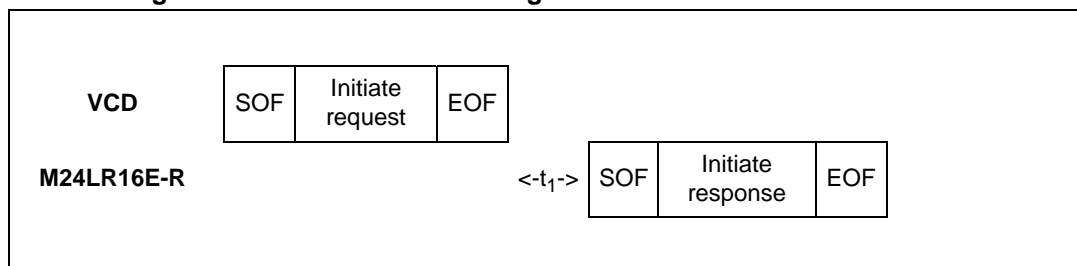 VCD SOF Initiate request EOF
M24LR16E-R <-t1-> SOF Initiate response EOF